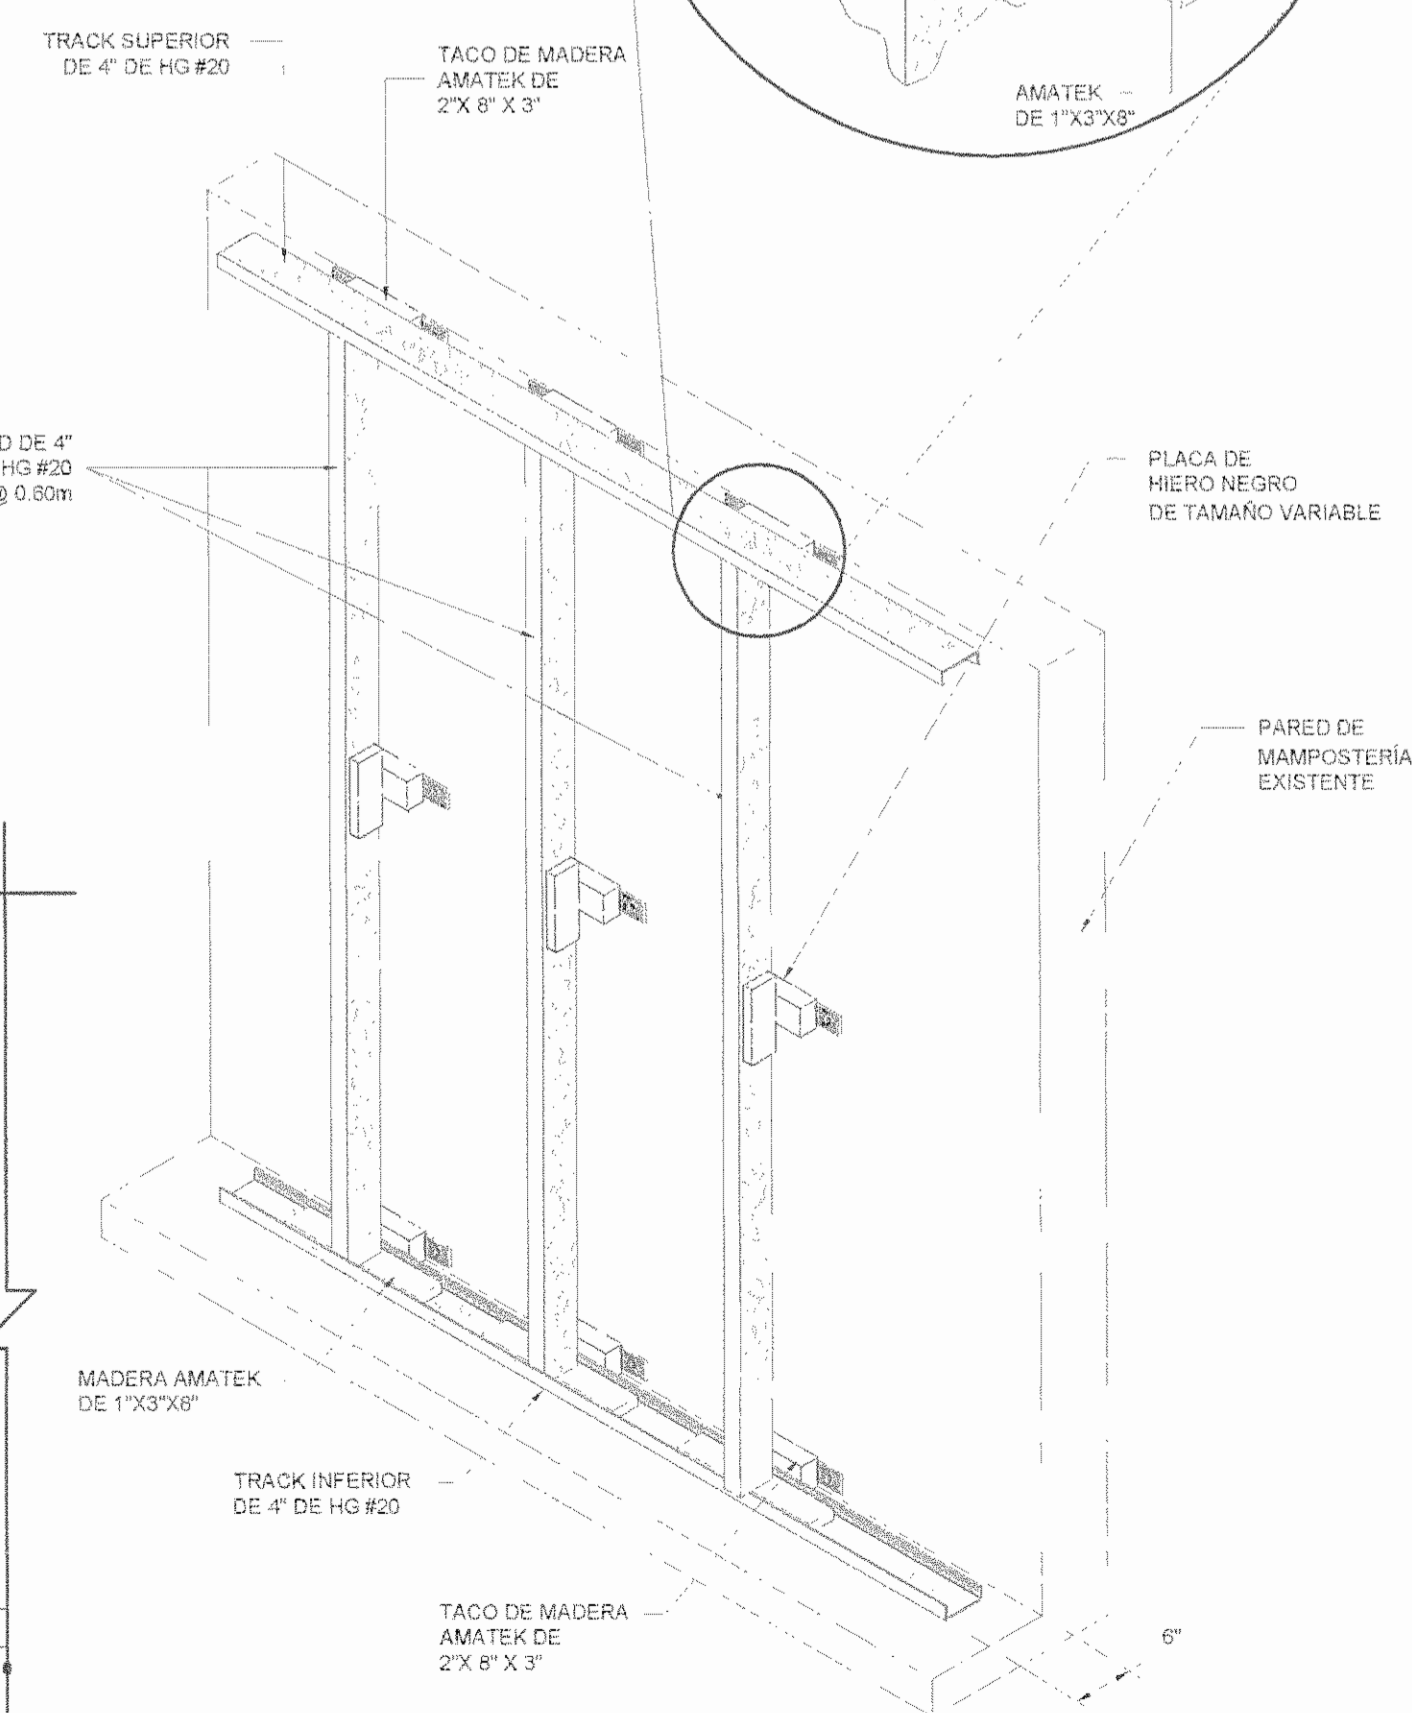 TRACK SUPERIOR
DE 4" DE HG #20
TACO DE MADERA
AMATEK DE
2"X 8" X 3"
AMATEK
DE 1"X3"X8"
D DE 4"
HG #20
@ 0.60m
PLACA DE
HIERO NEGRO
DE TAMAÑO VARIABLE
PARED DE
MAMPOSTERÍA
EXISTENTE
MADERA AMATEK
DE 1"X3"X8"
TRACK INFERIOR
DE 4" DE HG #20
TACO DE MADERA
AMATEK DE
2"X 8" X 3"
6"